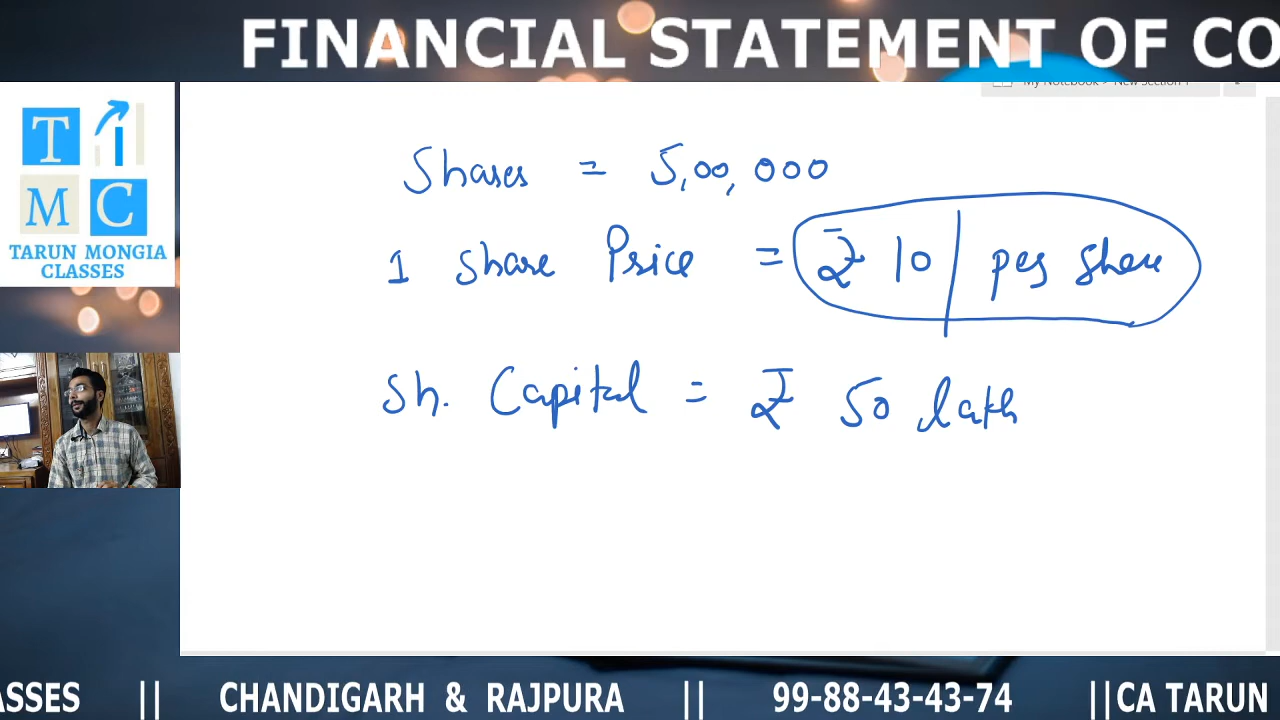 FINANCIAL STATEMENT OF CO
T
M C
TARUN MONGIA
CLASSES
Shares = 5,00,000
1 share Price = ₹ 10 | per share
Sh. Capital = ₹ 50 lakh
ASSES || CHANDIGARH & RAJPURA || 99-88-43-43-74 ||CA TARUN